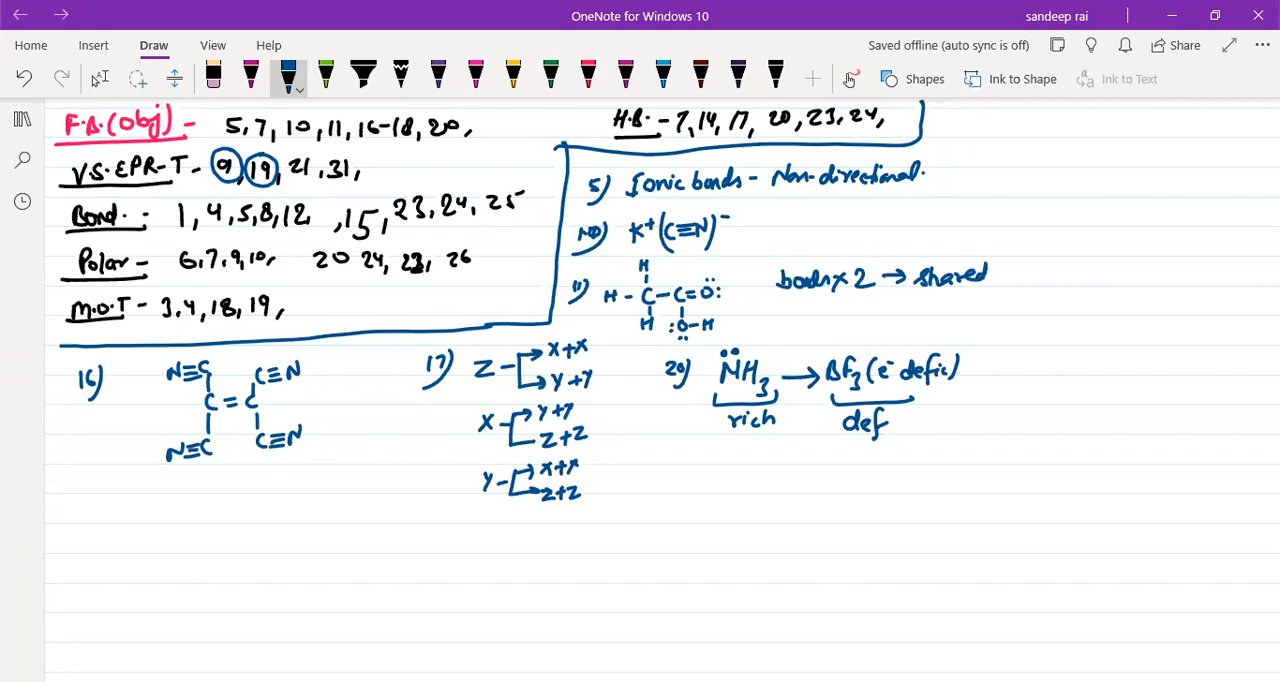 OneNote for Windows 10
sandeep rai
Home Insert Draw View Help
Saved offline (auto sync is off) Share
Shapes Ink to Shape Ink to Text
F.B.(Obj) - 5, 7, 10, 11, 16-18, 20,
V.S.EPR-T - 9, 19, 21, 31,
Bond. :- 1, 4, 5, 8, 12, ,15, 23, 24, 25
Polar - 6, 7, 9, 10, 20 24, 23, 26
M.O.T - 3, 4, 18, 19,
H.B. - 7, 14, 17, 20, 23, 24,
5) Ionic bonds - Non-directional.
10) K+ (C≡N)-
11) H
H - C - C = O:
H :O - H
bonds x 2 → shared
16) N≡C C≡N
C = C
N≡C C≡N
17) Z → X+X
→ Y+Y
X → Y+Y
Z+Z
Y → X+X
→ Z+Z
20) NH3 → BF3 (e- defic)
rich def